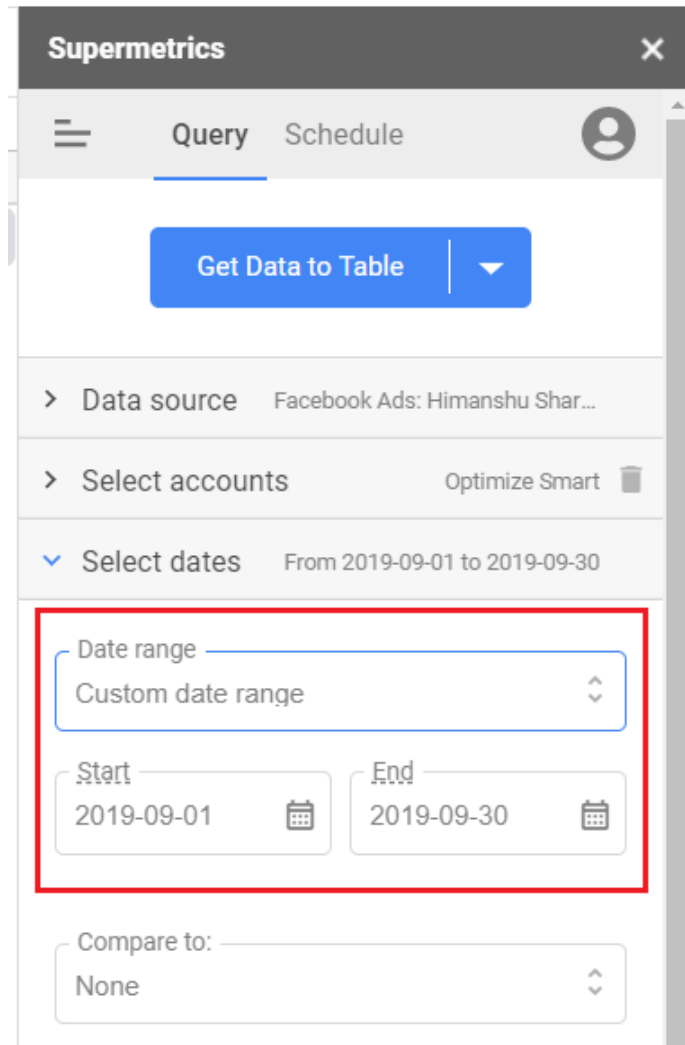 Supermetrics
Query Schedule
Get Data to Table
Data source Facebook Ads: Himanshu Shar...
Select accounts Optimize Smart
Select dates From 2019-09-01 to 2019-09-30
Date range
Custom date range
Start End
2019-09-01 2019-09-30
Compare to:
None